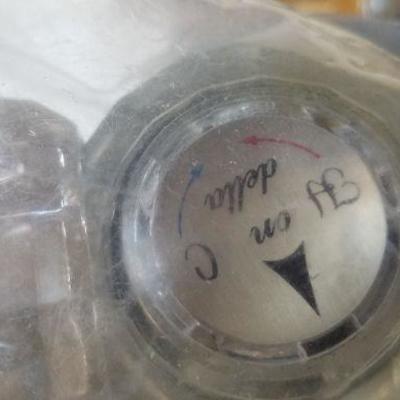 H on C
delta